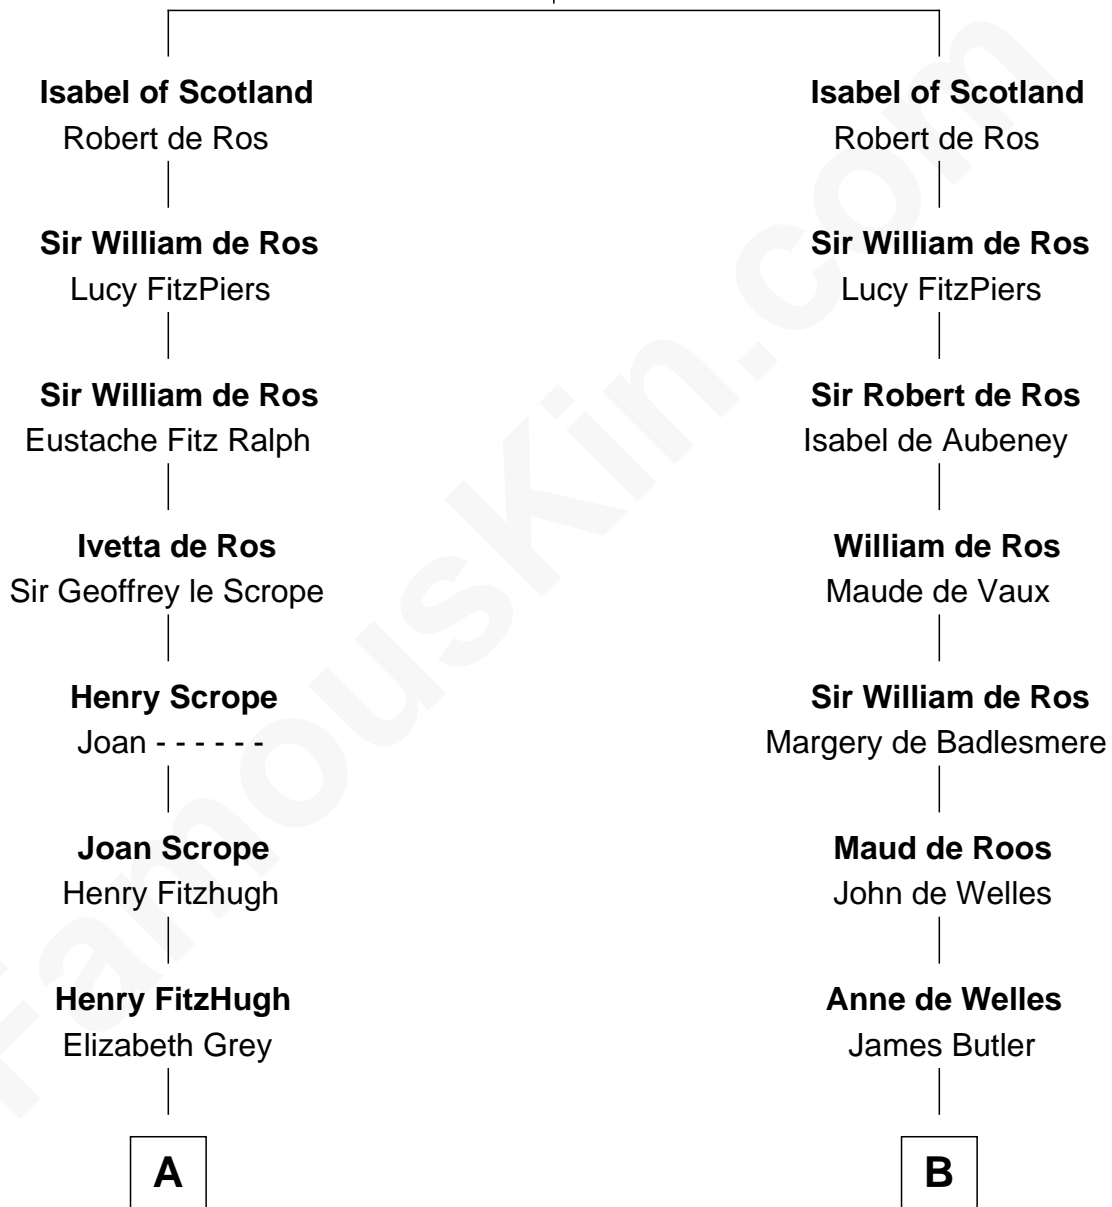 Isabel of Scotland
Robert de Ros
Sir William de Ros
Lucy FitzPiers
Sir William de Ros
Eustache Fitz Ralph
Ivetta de Ros
Sir Geoffrey le Scrope
Henry Scrope
Joan - - - - - -
Joan Scrope
Henry Fitzhugh
Henry FitzHugh
Elizabeth Grey
A
Isabel of Scotland
Robert de Ros
Sir William de Ros
Lucy FitzPiers
Sir Robert de Ros
Isabel de Aubeney
William de Ros
Maude de Vaux
Sir William de Ros
Margery de Badlesmere
Maud de Roos
John de Welles
Anne de Welles
James Butler
B
FamousKin.com